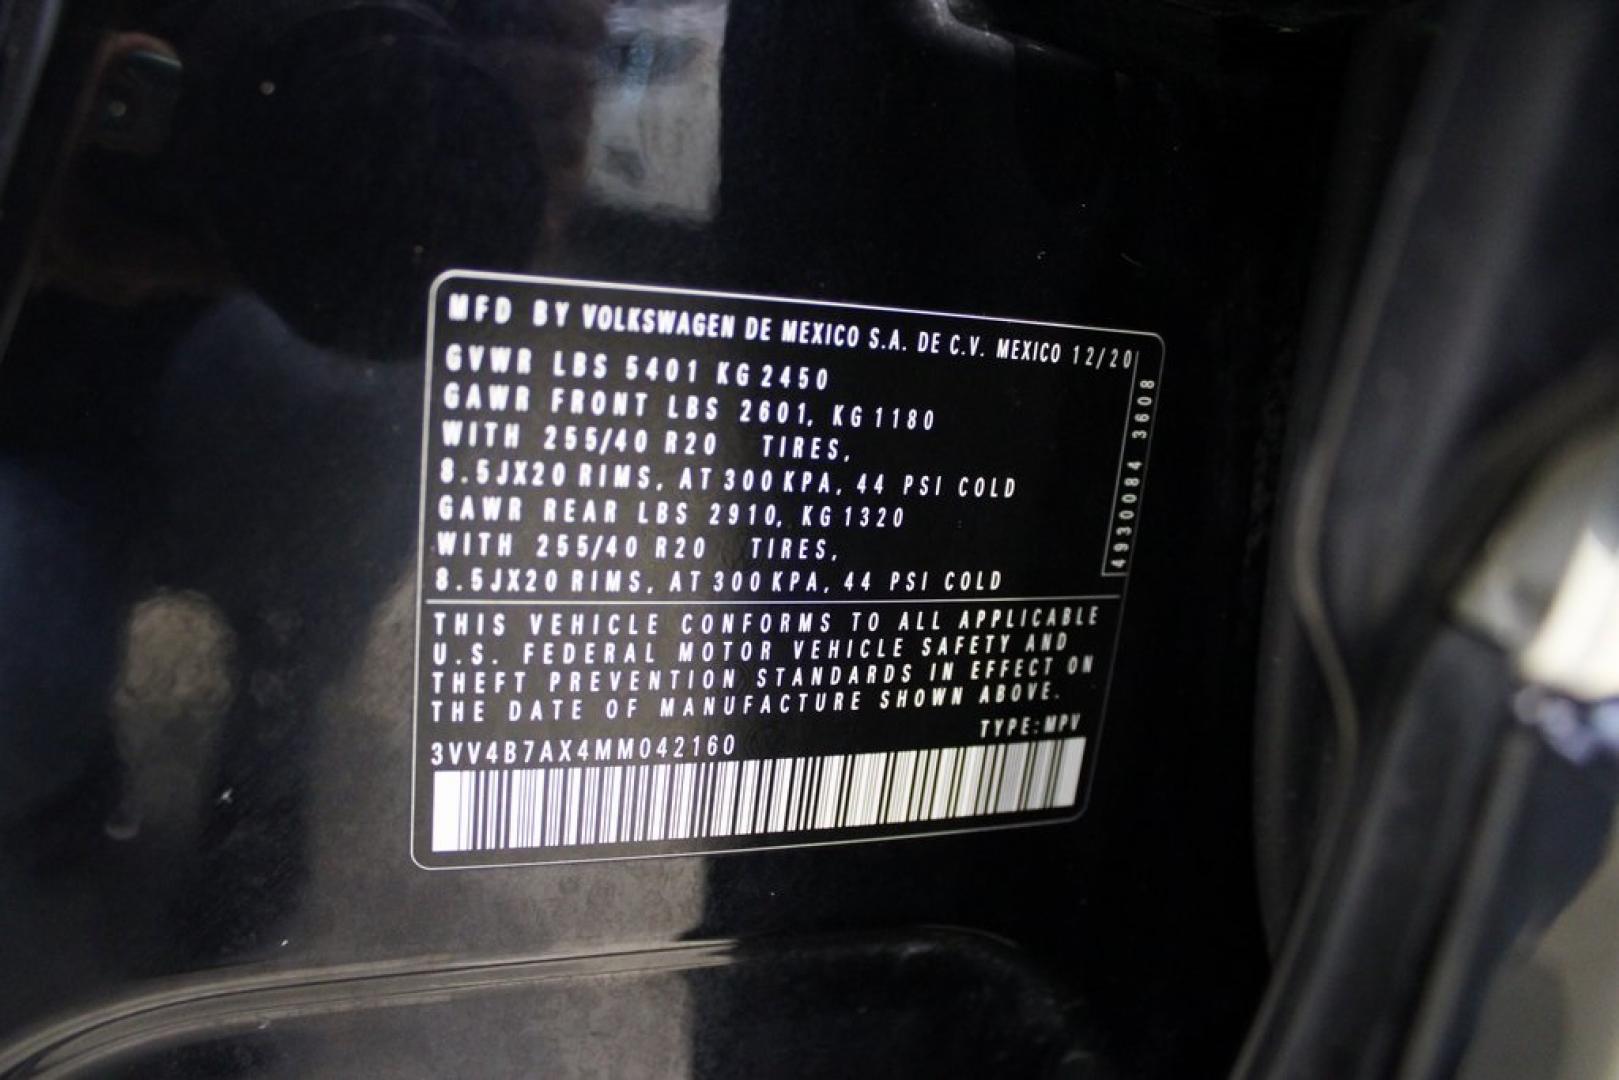 MFD BY VOLKSWAGEN DE MEXICO S.A. DE C.V. MEXICO 12/20
GVWR LBS 5401 KG 2450
GAWR FRONT LBS 2601, KG 1180
WITH 255/40 R20 TIRES,
8.5JX20 RIMS, AT 300 KPA, 44 PSI COLD
GAWR REAR LBS 2910, KG 1320
WITH 255/40 R20 TIRES,
8.5JX20 RIMS, AT 300 KPA, 44 PSI COLD
4930084 3608
THIS VEHICLE CONFORMS TO ALL APPLICABLE
U.S. FEDERAL MOTOR VEHICLE SAFETY AND
THEFT PREVENTION STANDARDS IN EFFECT ON
THE DATE OF MANUFACTURE SHOWN ABOVE.
TYPE: MPV
3VV4B7AX4MM042160